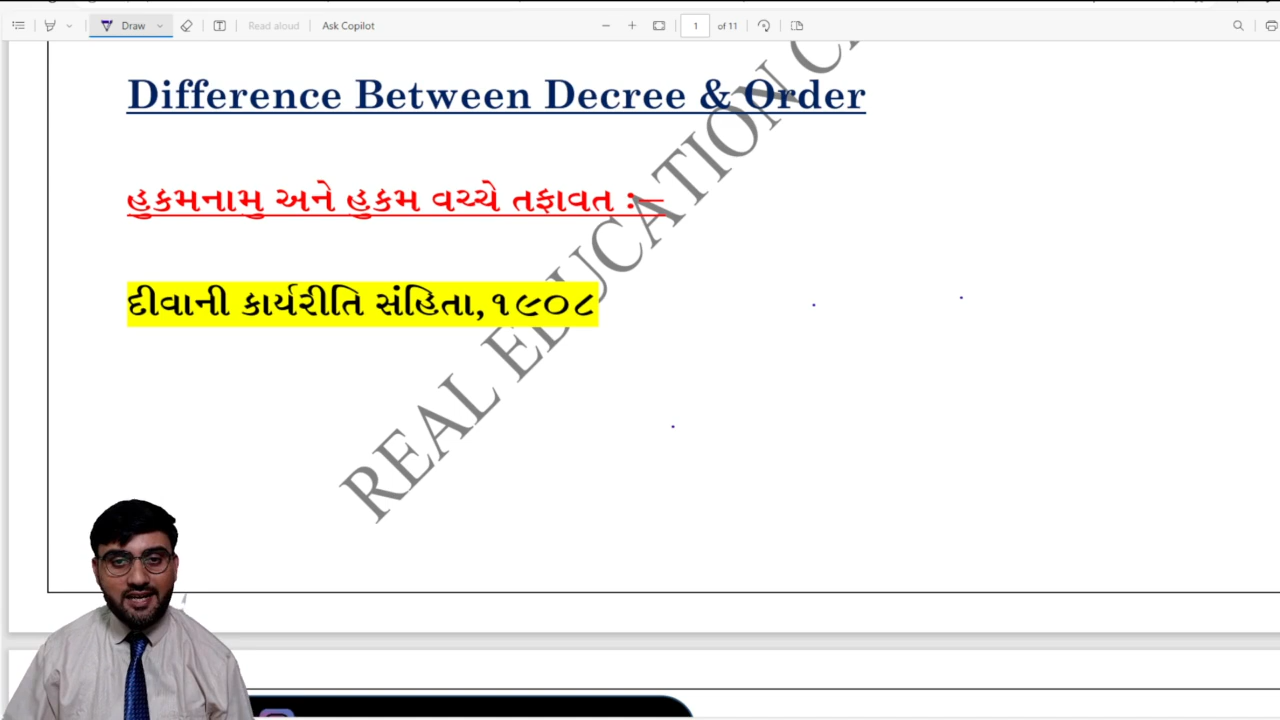 Draw
Read aloud
Ask Copilot
1
of 11
Difference Between Decree & Order
હુકમનામુ અને હુકમ વચ્ચે તફાવત :–
દીવાની કાર્યરીતિ સંહિતા, ૧૯૦૮
REAL EDUCATION